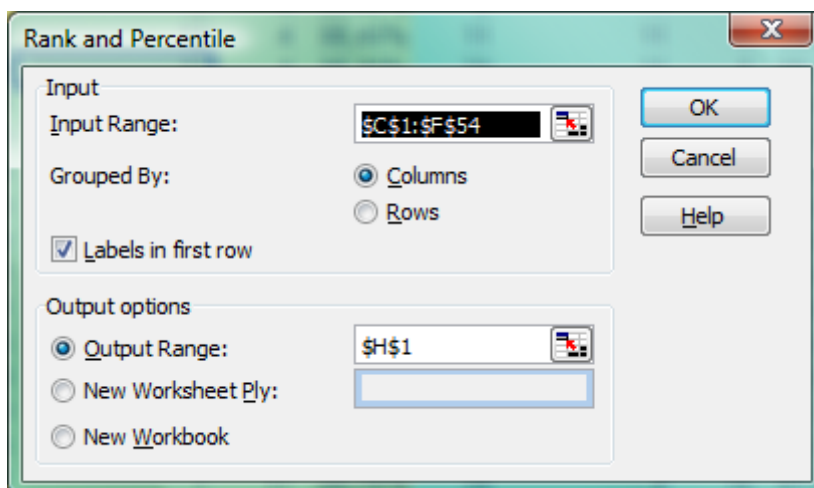 Rank and Percentile
Input
Input Range: $C$1:$F$54
Grouped By: Columns
Rows
Labels in first row
Output options
Output Range: $H$1
New Worksheet Ply:
New Workbook
OK
Cancel
Help